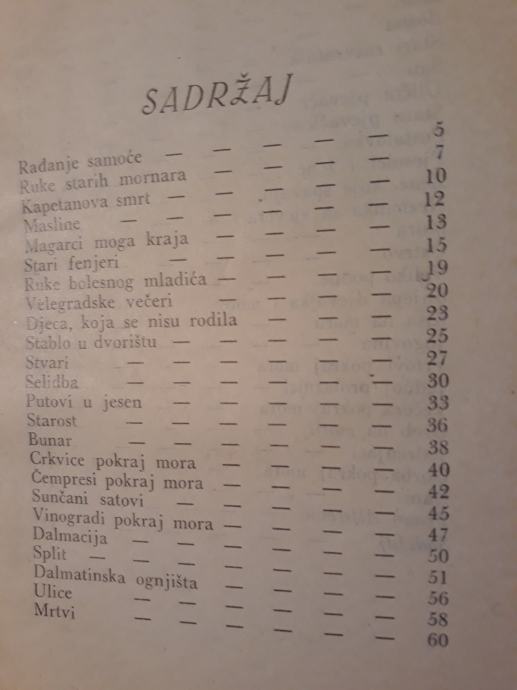 SADRŽAJ
Rađanje samoće — — — — — 5
Ruke starih mornara — — — — 7
Kapetanova smrt — — — — — 10
Masline — — — — — — 12
Magarci moga kraja — — — — 13
Stari fenjeri — — — — — 15
Ruke bolesnog mladića — — — — 19
Velegradske večeri — — — — 20
Djeca, koja se nisu rodila — — — 23
Stablo u dvorištu — — — — — 25
Stvari — — — — — — 27
Selidba — — — — — — 30
Putovi u jesen — — — — — 33
Starost — — — — — — 36
Bunar — — — — — — 38
Crkvice pokraj mora — — — — 40
Čempresi pokraj mora — — — — 42
Sunčani satovi — — — — — 45
Vinogradi pokraj mora — — — — 47
Dalmacija — — — — — — 50
Split — — — — — — — 51
Dalmatinska ognjišta — — — — 56
Ulice — — — — — — 58
Mrtvi — — — — — — 60